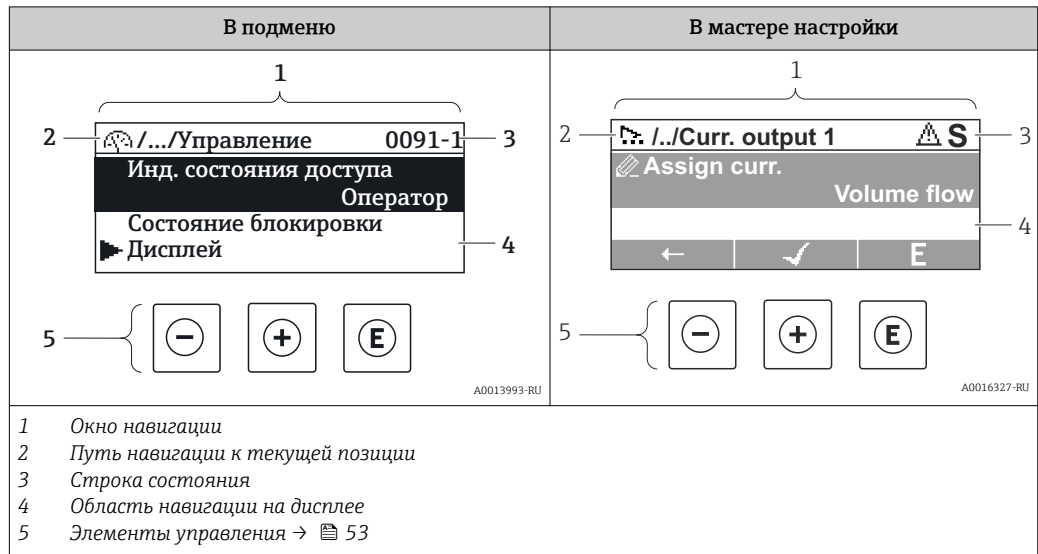 В подменю
В мастере настройки
1
2
/.../Управление 0091-1
3
Инд. состояния доступа
Оператор
Состояние блокировки
Дисплей
4
5
− + E
A0013993-RU
1
2
/../Curr. output 1 ⚠ S
3
Assign curr.
Volume flow
4
← ✓ E
5
− + E
A0016327-RU
1 Окно навигации
2 Путь навигации к текущей позиции
3 Строка состояния
4 Область навигации на дисплее
5 Элементы управления → 53